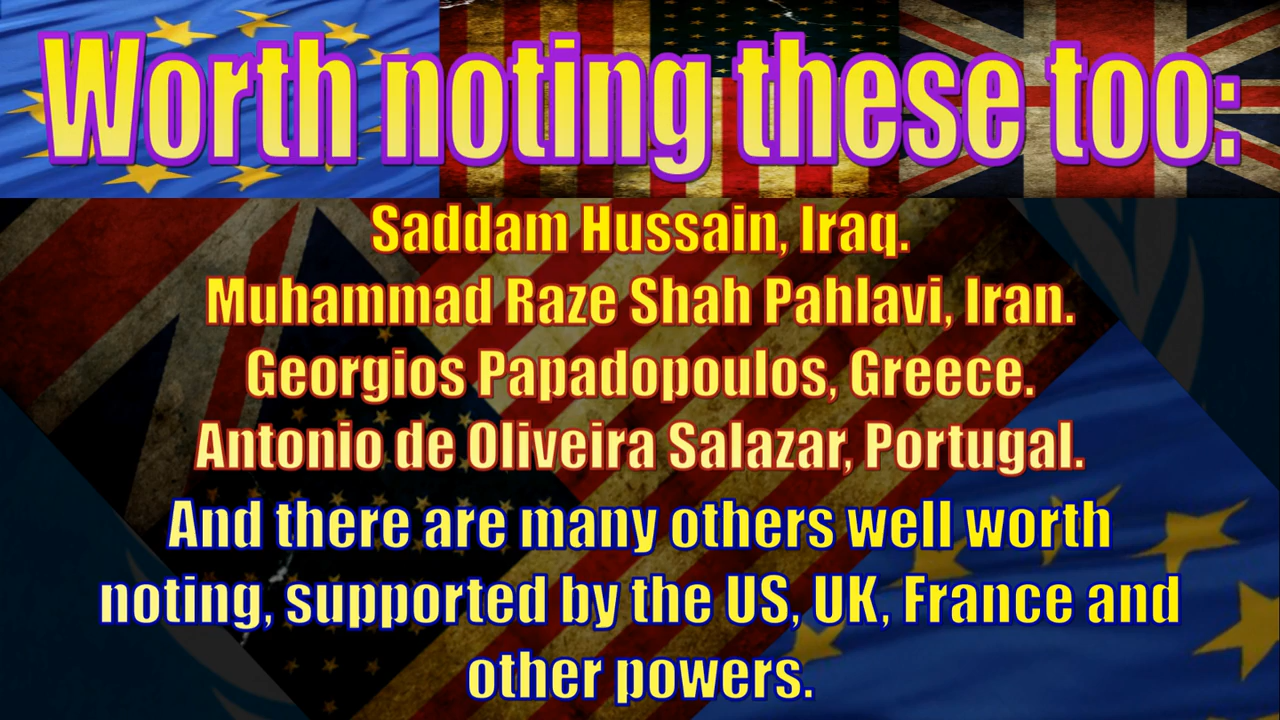 Worth noting these too:
Saddam Hussain, Iraq.
Muhammad Raze Shah Pahlavi, Iran.
Georgios Papadopoulos, Greece.
Antonio de Oliveira Salazar, Portugal.
And there are many others well worth
noting, supported by the US, UK, France and
other powers.